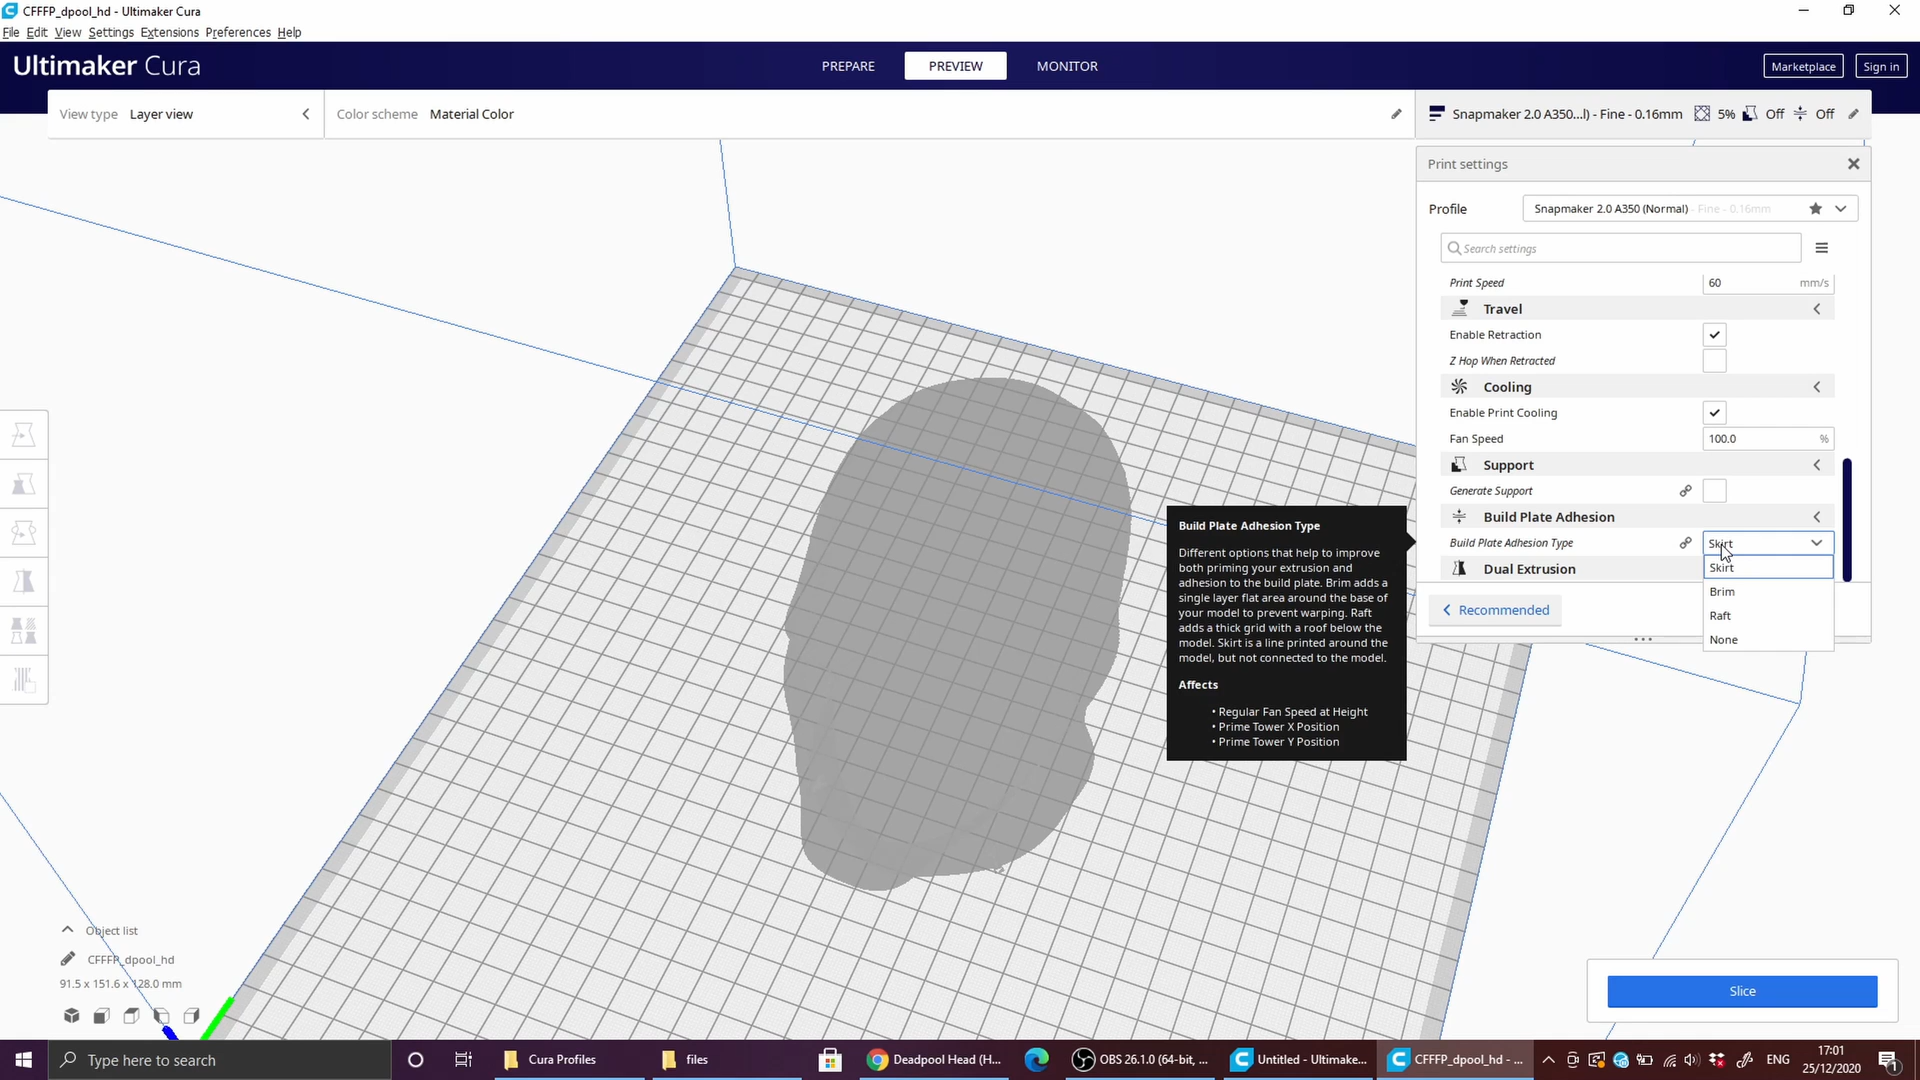 CFFFP_dpool_hd - Ultimaker Cura
File Edit View Settings Extensions Preferences Help
Ultimaker Cura
PREPARE PREVIEW MONITOR
Marketplace Sign in
View type Layer view
Color scheme Material Color
Snapmaker 2.0 A350...l) - Fine - 0.16mm 5% Off Off
Print settings
Profile Snapmaker 2.0 A350 (Normal) - Fine - 0.16mm
Search settings
Print Speed 60 mm/s
Travel
Enable Retraction
Z Hop When Retracted
Cooling
Enable Print Cooling
Fan Speed 100.0 %
Support
Generate Support
Build Plate Adhesion
Build Plate Adhesion Type Skirt
Dual Extrusion
Skirt
Brim
Raft
None
Recommended
Build Plate Adhesion Type
Different options that help to improve
both priming your extrusion and
adhesion to the build plate. Brim adds a
single layer flat area around the base of
your model to prevent warping. Raft
adds a thick grid with a roof below the
model. Skirt is a line printed around the
model, but not connected to the model.
Affects
• Regular Fan Speed at Height
• Prime Tower X Position
• Prime Tower Y Position
Object list
CFFFP_dpool_hd
91.5 x 151.6 x 128.0 mm
Slice
Type here to search
Cura Profiles
files
Deadpool Head (H...
OBS 26.1.0 (64-bit, ...
Untitled - Ultimake...
CFFFP_dpool_hd - ...
ENG
17:01
25/12/2020
1